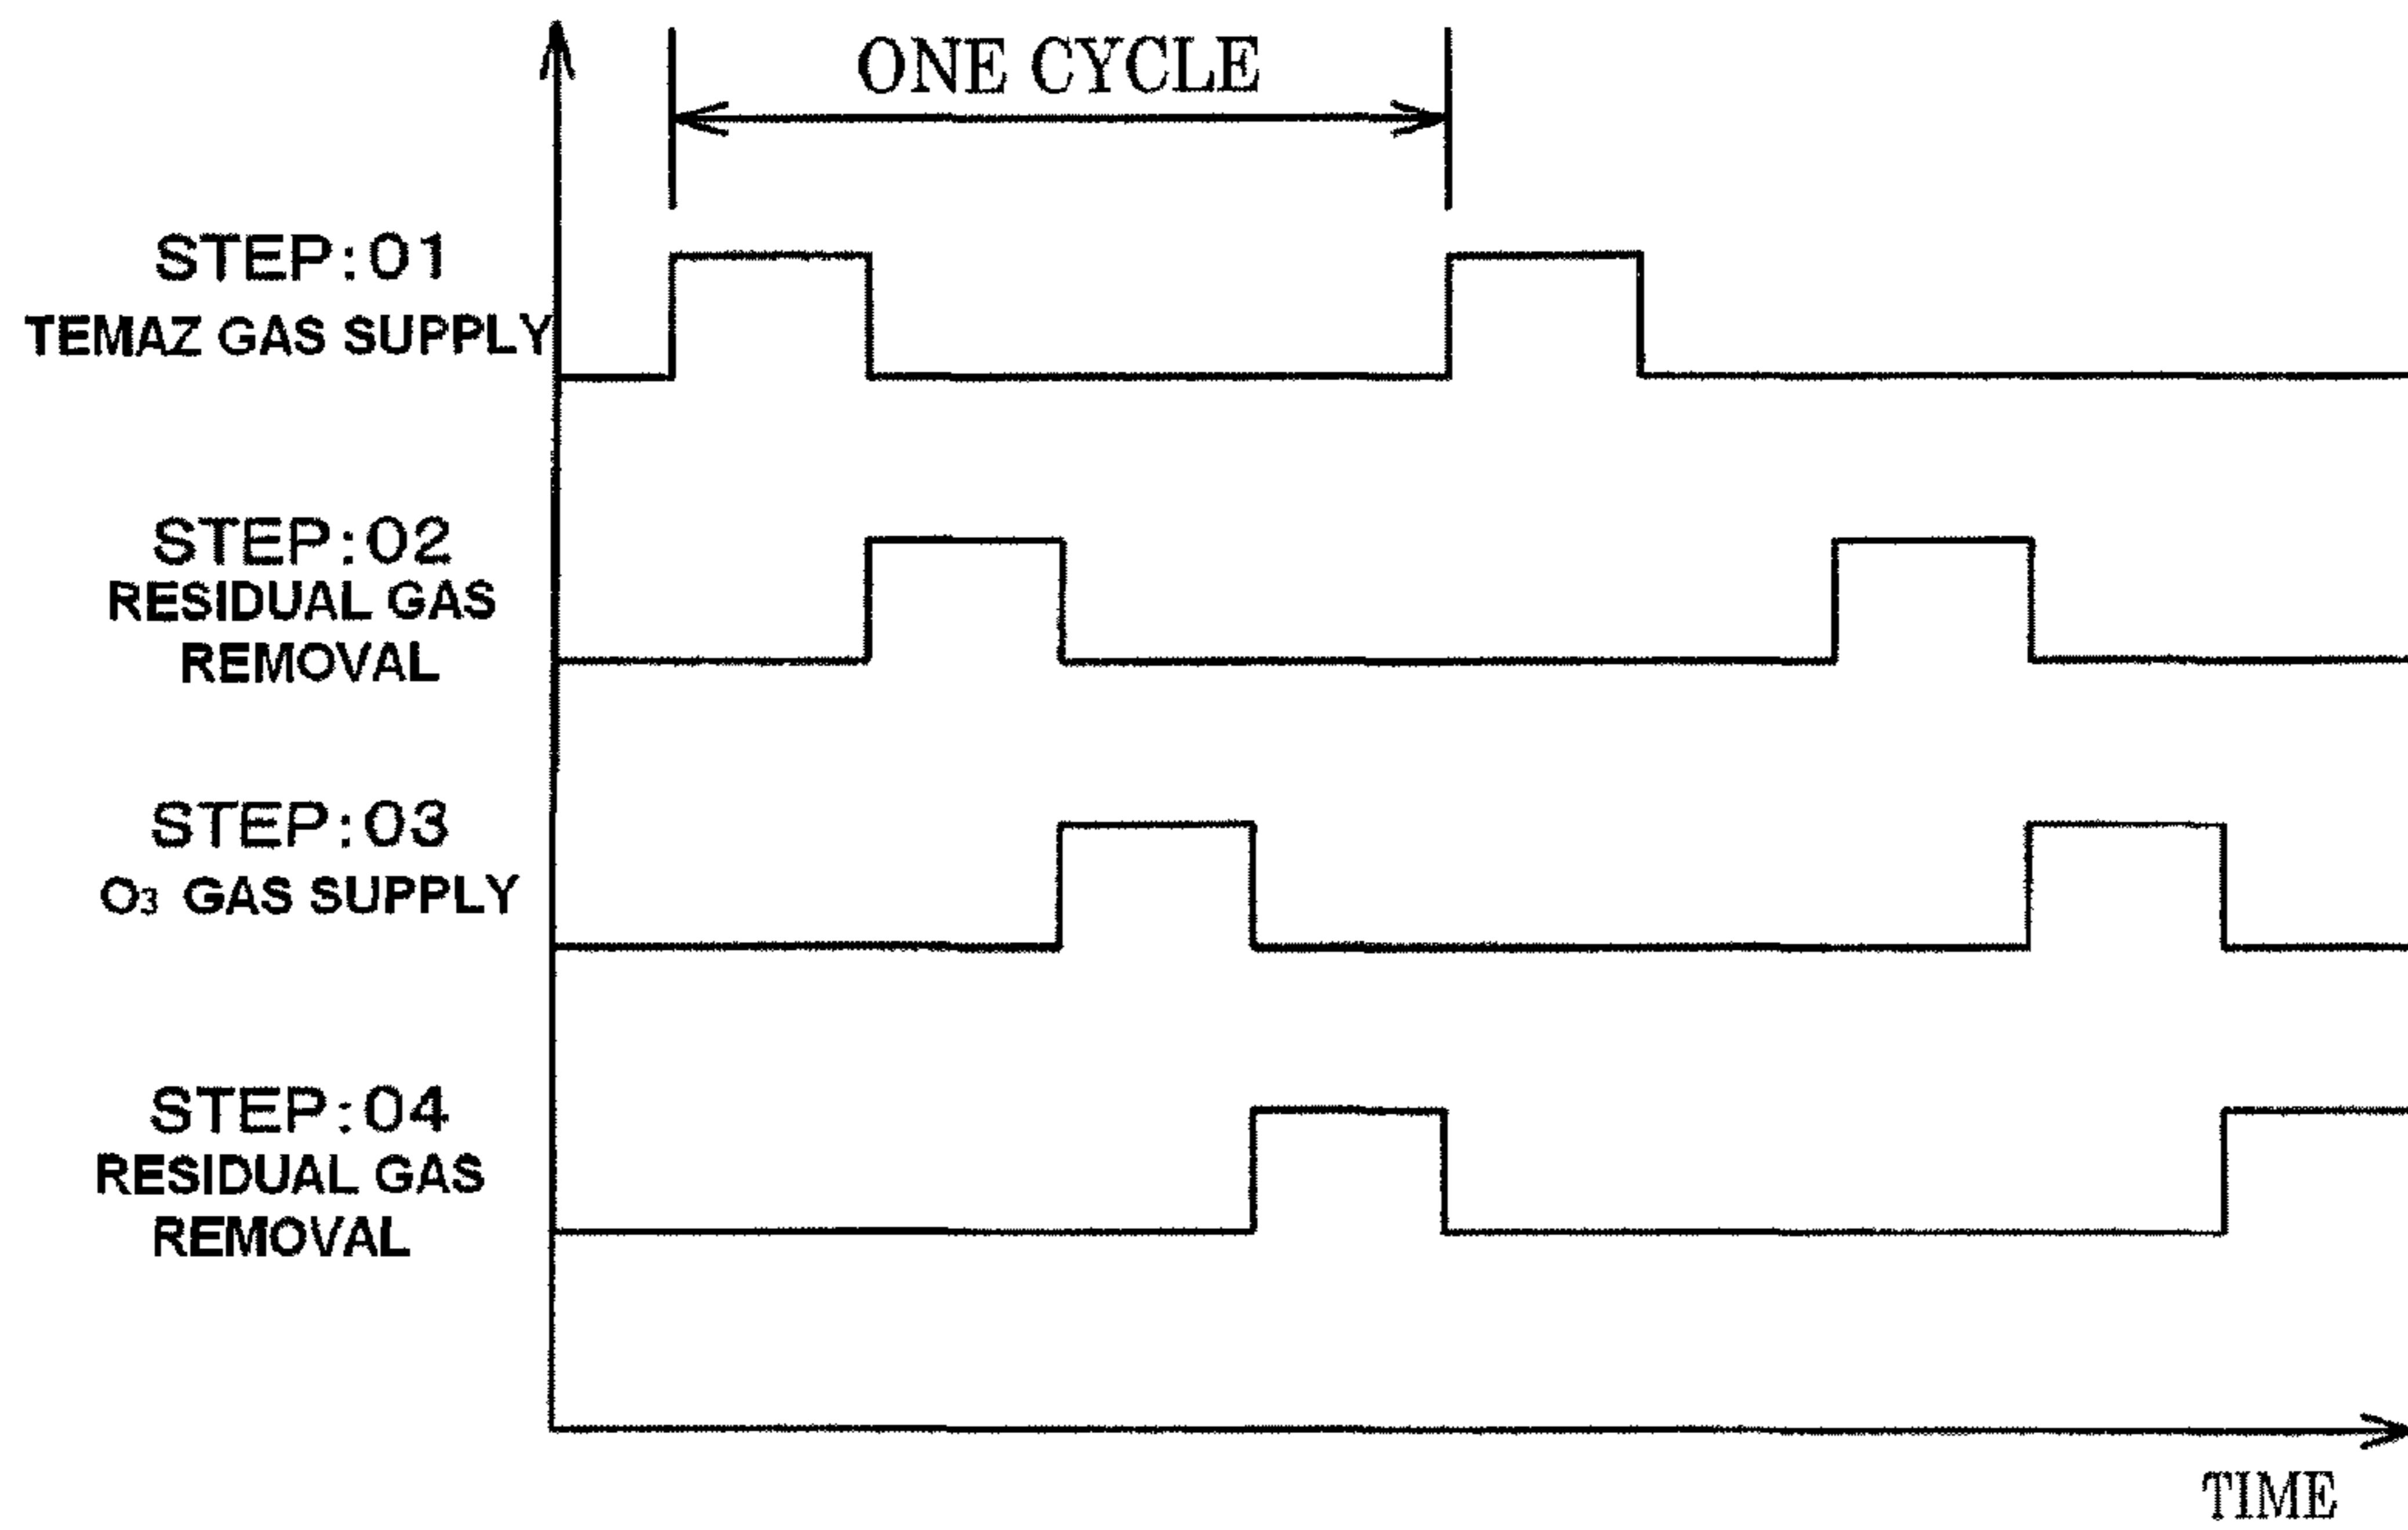 ONE CYCLE
STEP:01
TEMAZ GAS SUPPLY
STEP:02
RESIDUAL GAS
REMOVAL
STEP:03
O₃ GAS SUPPLY
STEP:04
RESIDUAL GAS
REMOVAL
TIME